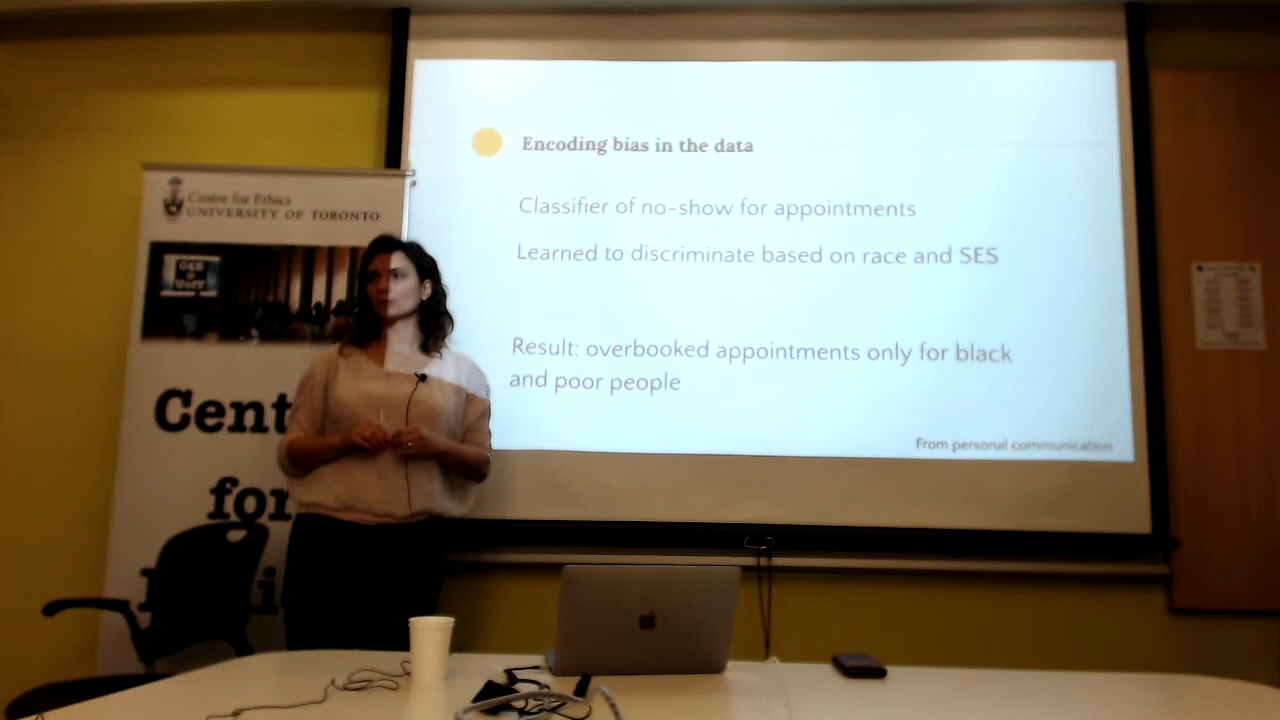 Centre for Ethics
UNIVERSITY OF TORONTO
Cent
for
Encoding bias in the data
Classifier of no-show for appointments
Learned to discriminate based on race and SES
Result: overbooked appointments only for black
and poor people
From personal communication